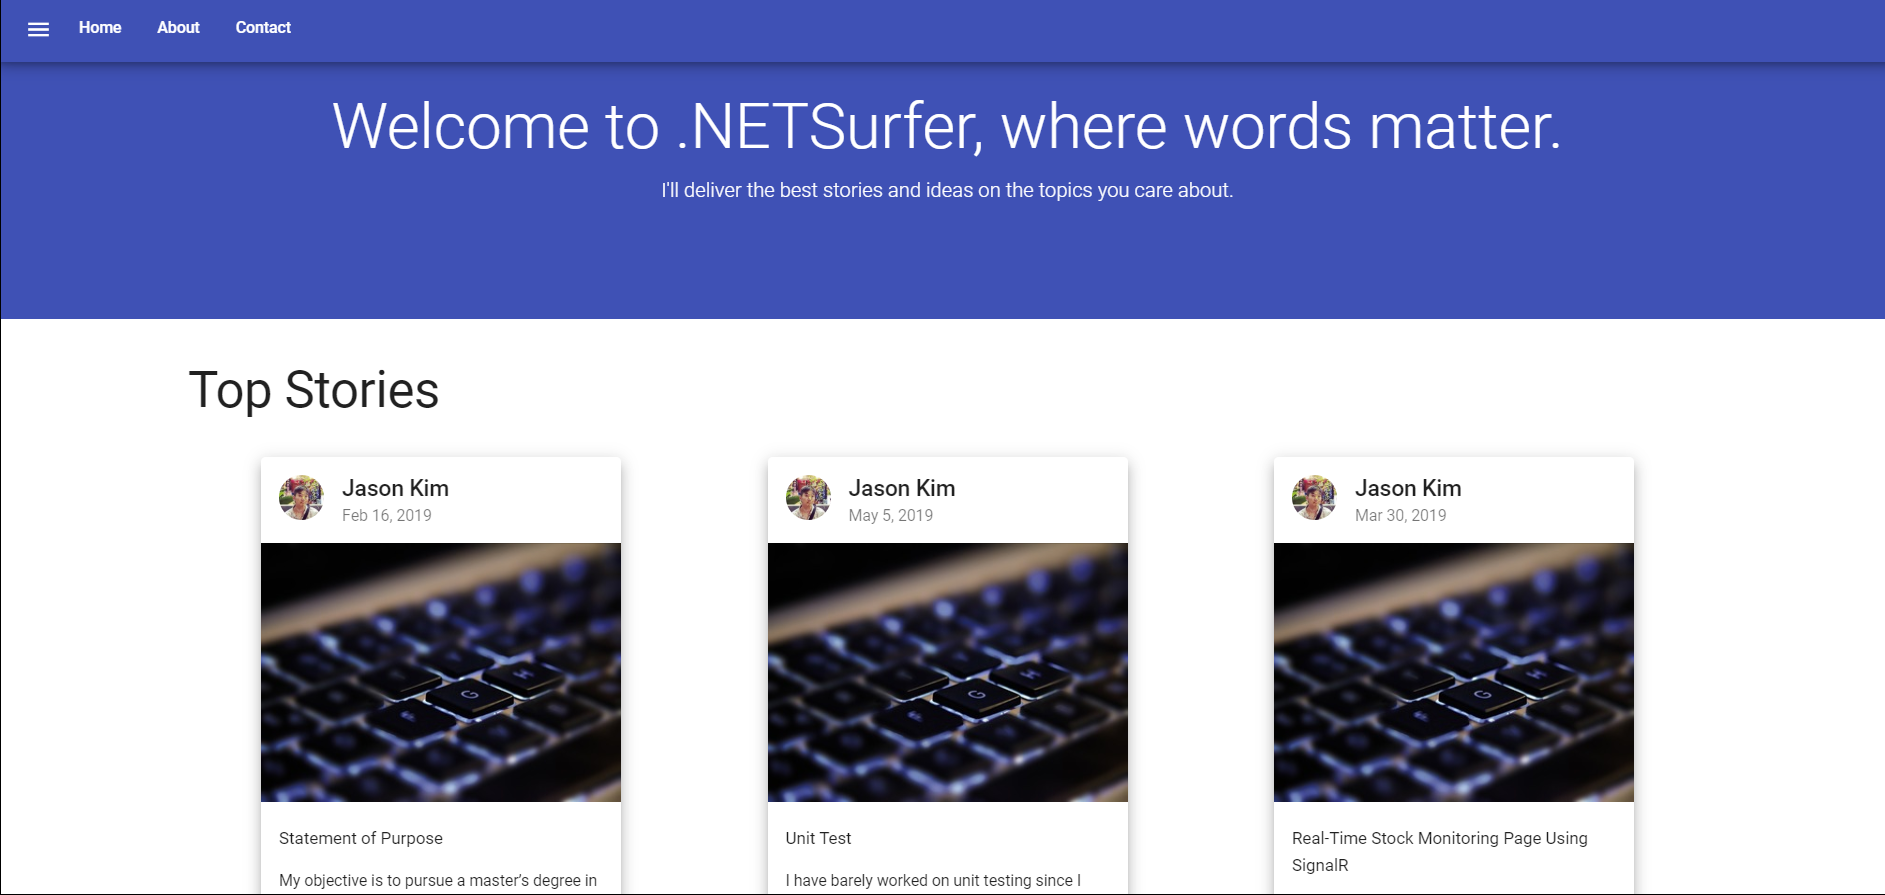 Home About Contact
Welcome to .NETSurfer, where words matter.
I'll deliver the best stories and ideas on the topics you care about.
Top Stories
Jason Kim
Feb 16, 2019
G
H
Statement of Purpose
My objective is to pursue a master’s degree in
Jason Kim
May 5, 2019
G
H
Unit Test
I have barely worked on unit testing since I
Jason Kim
Mar 30, 2019
G
H
Real-Time Stock Monitoring Page Using
SignalR